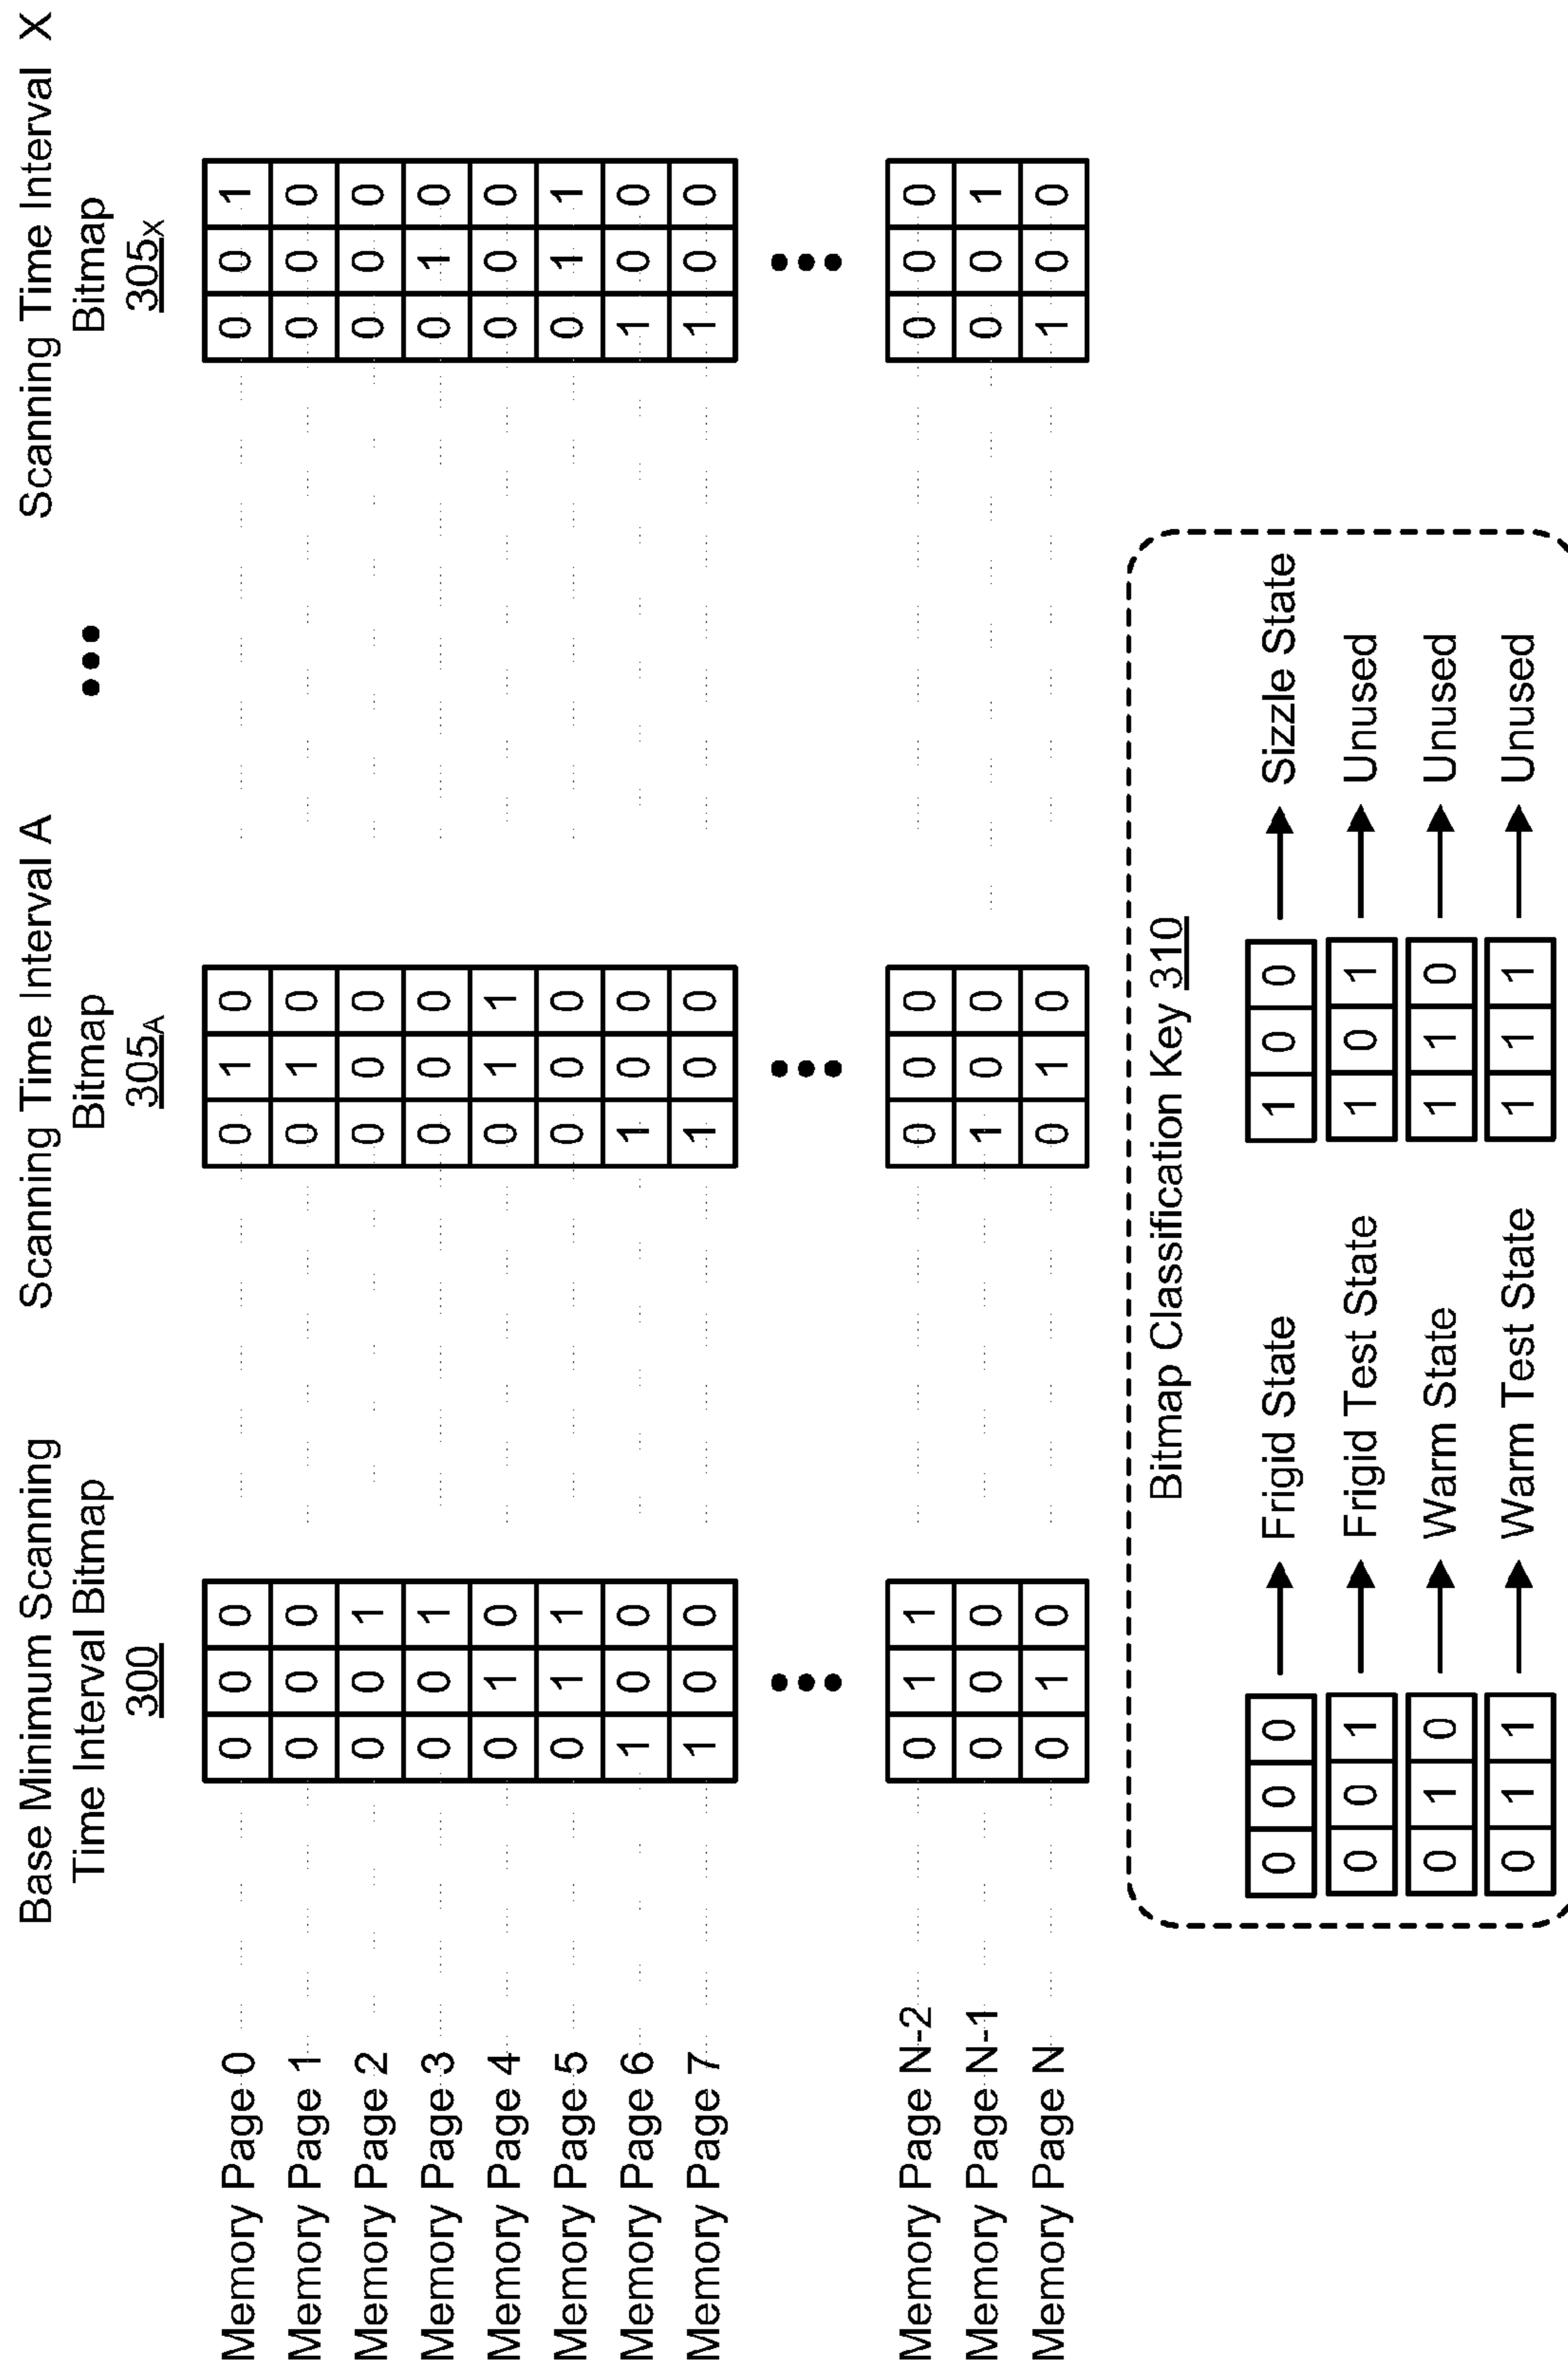 Base Minimum Scanning Time Interval Bitmap 300
Scanning Time Interval A Bitmap 305A
Scanning Time Interval X Bitmap 305X
Memory Page 0 0 0 0 0 1 0 0 0 1
Memory Page 1 0 0 0 0 1 0 0 0 0
Memory Page 2 0 0 1 0 0 0 0 0 0
Memory Page 3 0 0 1 0 0 0 0 1 0
Memory Page 4 0 1 0 0 1 1 0 0 0
Memory Page 5 0 1 1 0 0 0 0 1 1
Memory Page 6 1 0 0 1 0 0 1 0 0
Memory Page 7 1 0 0 1 0 0 1 0 0
Memory Page N-2 0 1 1 0 0 0 0 0 0
Memory Page N-1 0 0 0 1 0 0 0 0 1
Memory Page N 0 1 0 0 1 0 1 0 0
Bitmap Classification Key 310
0 0 0 Frigid State 1 0 0 Sizzle State
0 0 1 Frigid Test State 1 0 1 Unused
0 1 0 Warm State 1 1 0 Unused
0 1 1 Warm Test State 1 1 1 Unused